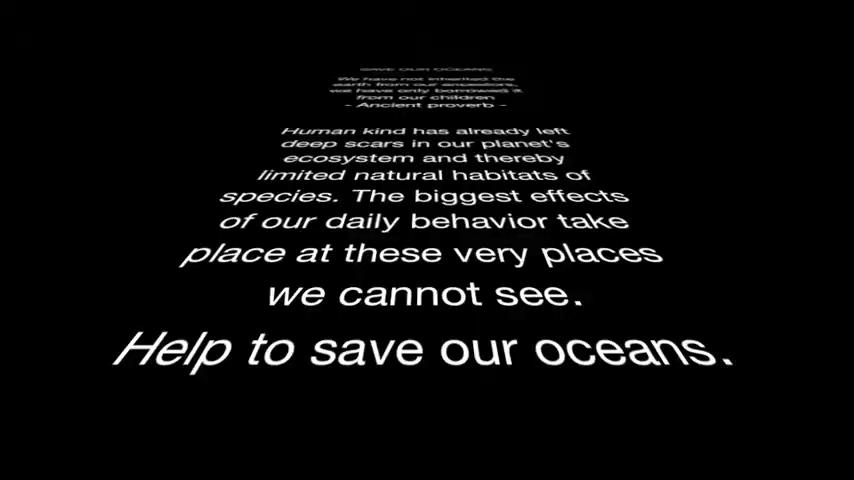 SAVE OUR OCEANS
We have not inherited the
earth from our ancestors,
we have only borrowed it
from our children
- Ancient proverb -
Human kind has already left
deep scars in our planet's
ecosystem and thereby
limited natural habitats of
species. The biggest effects
of our daily behavior take
place at these very places
we cannot see.
Help to save our oceans.